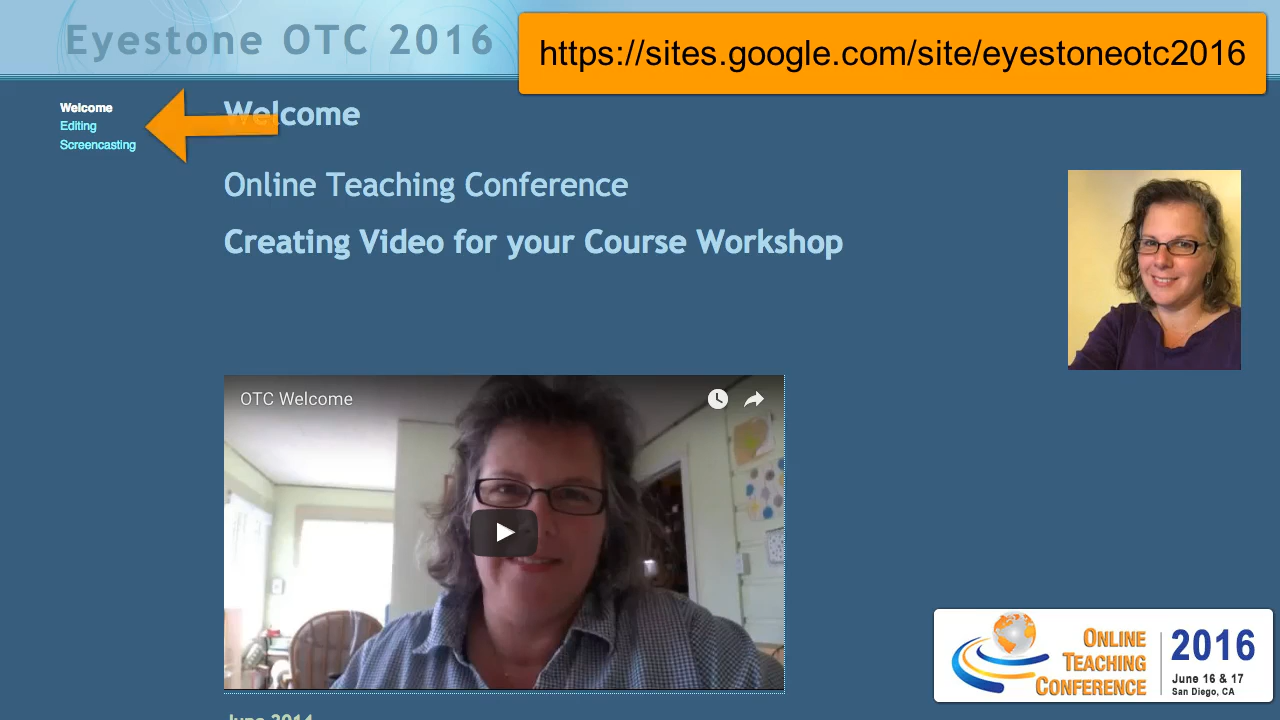 Eyestone OTC 2016
https://sites.google.com/site/eyestoneotc2016
Welcome
Editing
Screencasting
Welcome
Online Teaching Conference
Creating Video for your Course Workshop
OTC Welcome
ONLINE
TEACHING
CONFERENCE
2016
June 16 & 17
San Diego, CA